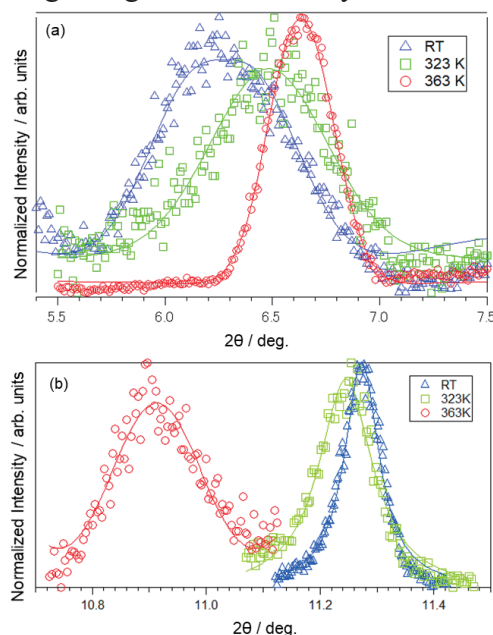 (a)
RT
323 K
363 K
Normalized Intensity / arb. units
5.5 6.0 6.5 7.0 7.5
2θ / deg.
(b)
RT
323K
363K
Normalized Intensity / arb. units
10.8 11.0 11.2 11.4
2θ / deg.